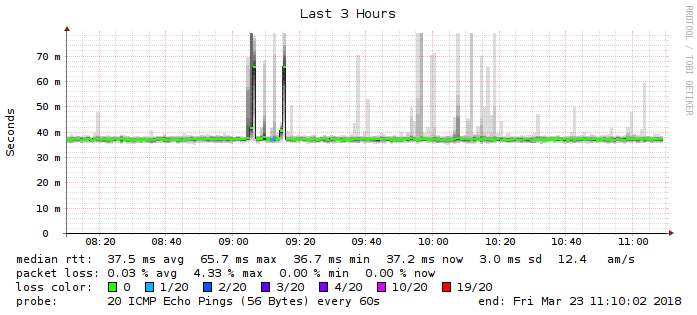 Last 3 Hours
RRDTOOL / TOBI OETIKER
Seconds
70 m
60 m
50 m
40 m
30 m
20 m
10 m
0
08:20 08:40 09:00 09:20 09:40 10:00 10:20 10:40 11:00
median rtt: 37.5 ms avg 65.7 ms max 36.7 ms min 37.2 ms now 3.0 ms sd 12.4 am/s
packet loss: 0.03 % avg 4.33 % max 0.00 % min 0.00 % now
loss color: 0 1/20 2/20 3/20 4/20 10/20 19/20
probe: 20 ICMP Echo Pings (56 Bytes) every 60s end: Fri Mar 23 11:10:02 2018